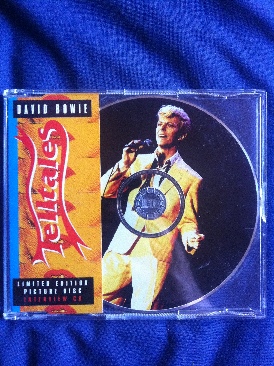 DAVID BOWIE
Telltales
LIMITED EDITION
PICTURE DISC
INTERVIEW CD